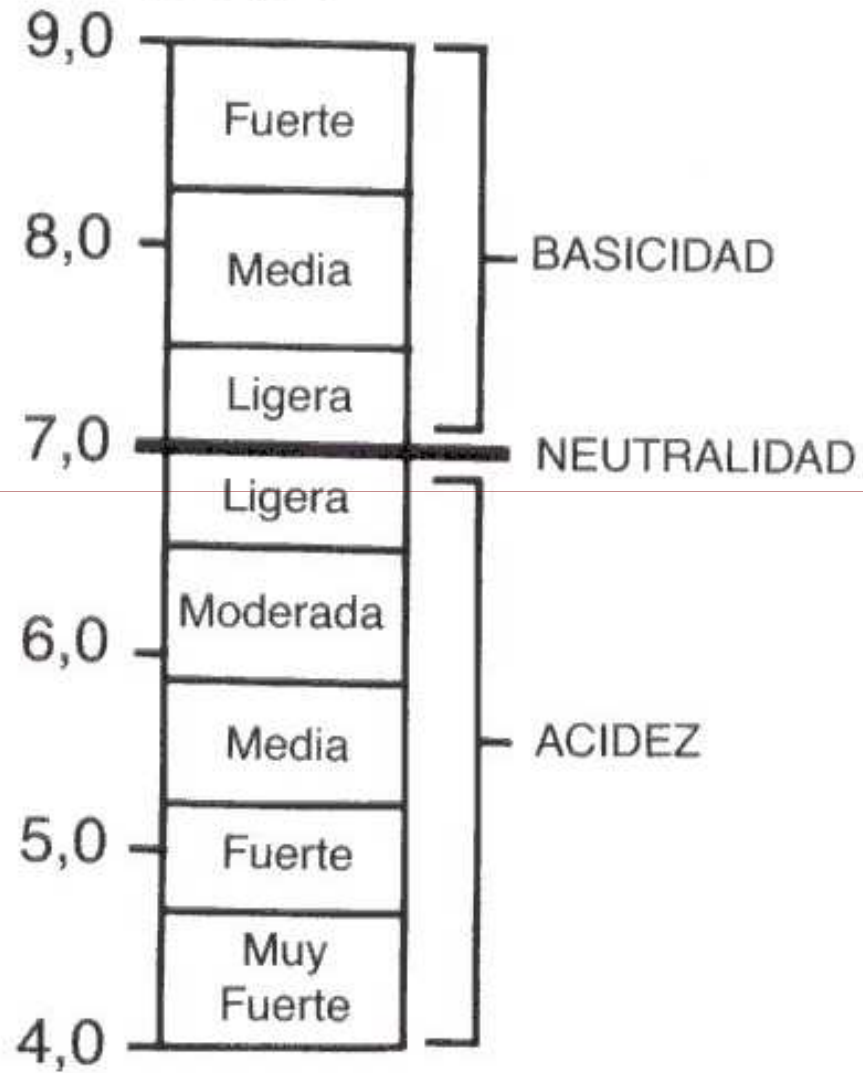 9,0
Fuerte
8,0
Media
BASICIDAD
Ligera
7,0
NEUTRALIDAD
Ligera
Moderada
6,0
Media
ACIDEZ
5,0
Fuerte
Muy
Fuerte
4,0